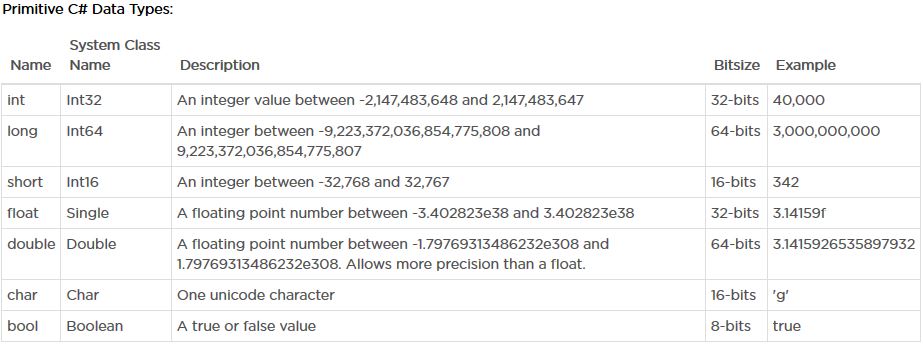 Primitive C# Data Types:
Name System Class Name Description Bitsize Example
int Int32 An integer value between -2,147,483,648 and 2,147,483,647 32-bits 40,000
long Int64 An integer between -9,223,372,036,854,775,808 and 9,223,372,036,854,775,807 64-bits 3,000,000,000
short Int16 An integer between -32,768 and 32,767 16-bits 342
float Single A floating point number between -3.402823e38 and 3.402823e38 32-bits 3.14159f
double Double A floating point number between -1.79769313486232e308 and 1.79769313486232e308. Allows more precision than a float. 64-bits 3.1415926535897932
char Char One unicode character 16-bits 'g'
bool Boolean A true or false value 8-bits true